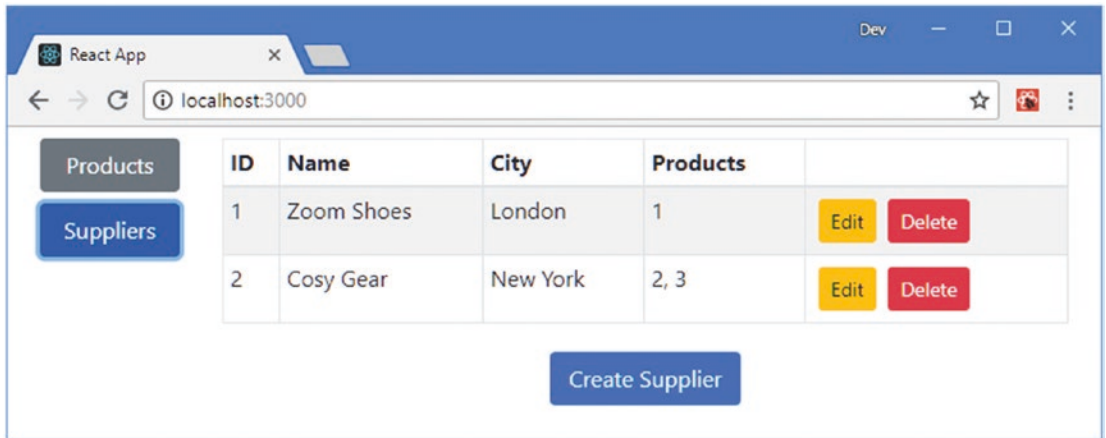 Dev
React App
localhost:3000
Products
Suppliers
ID Name City Products
1 Zoom Shoes London 1 Edit Delete
2 Cosy Gear New York 2, 3 Edit Delete
Create Supplier